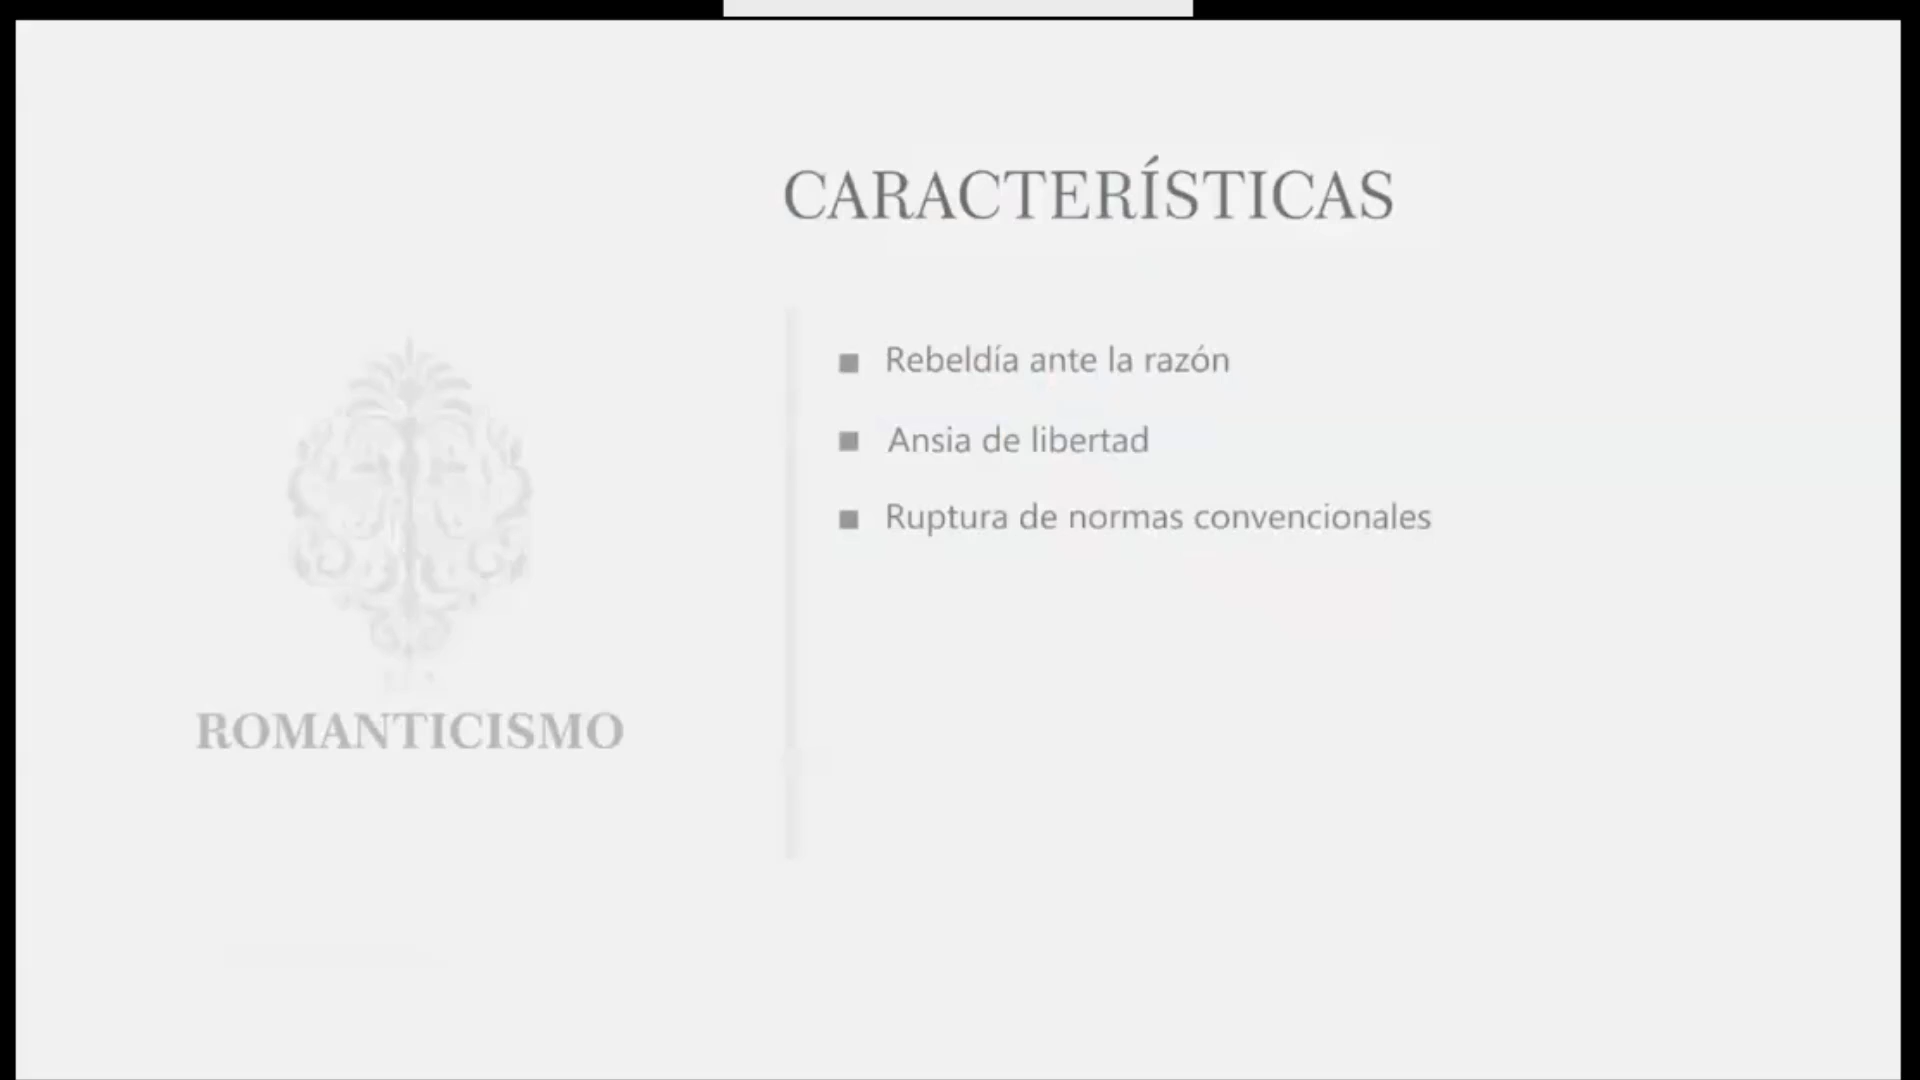 CARACTERÍSTICAS
Rebeldía ante la razón
Ansia de libertad
Ruptura de normas convencionales
ROMANTICISMO